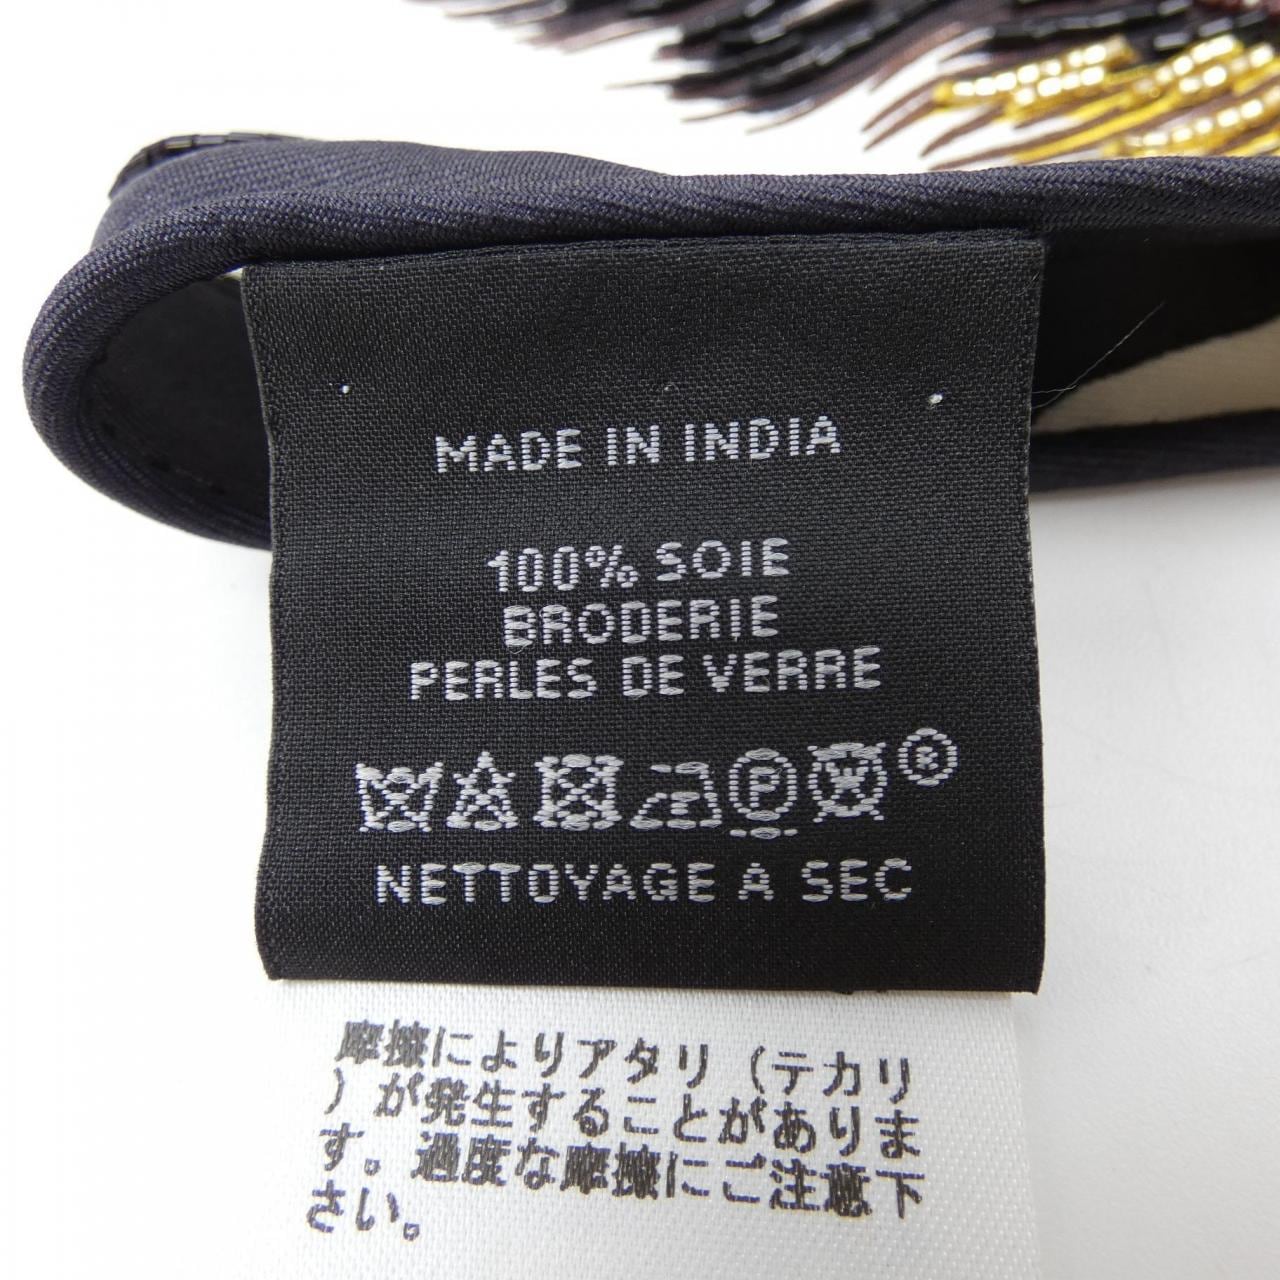 MADE IN INDIA
100% SOIE
BRODERIE
PERLES DE VERRE
P W ®
NETTOYAGE A SEC
摩擦によりアタリ（テカリ
）が発生することがありま
す。過度な摩擦にご注意下
さい。